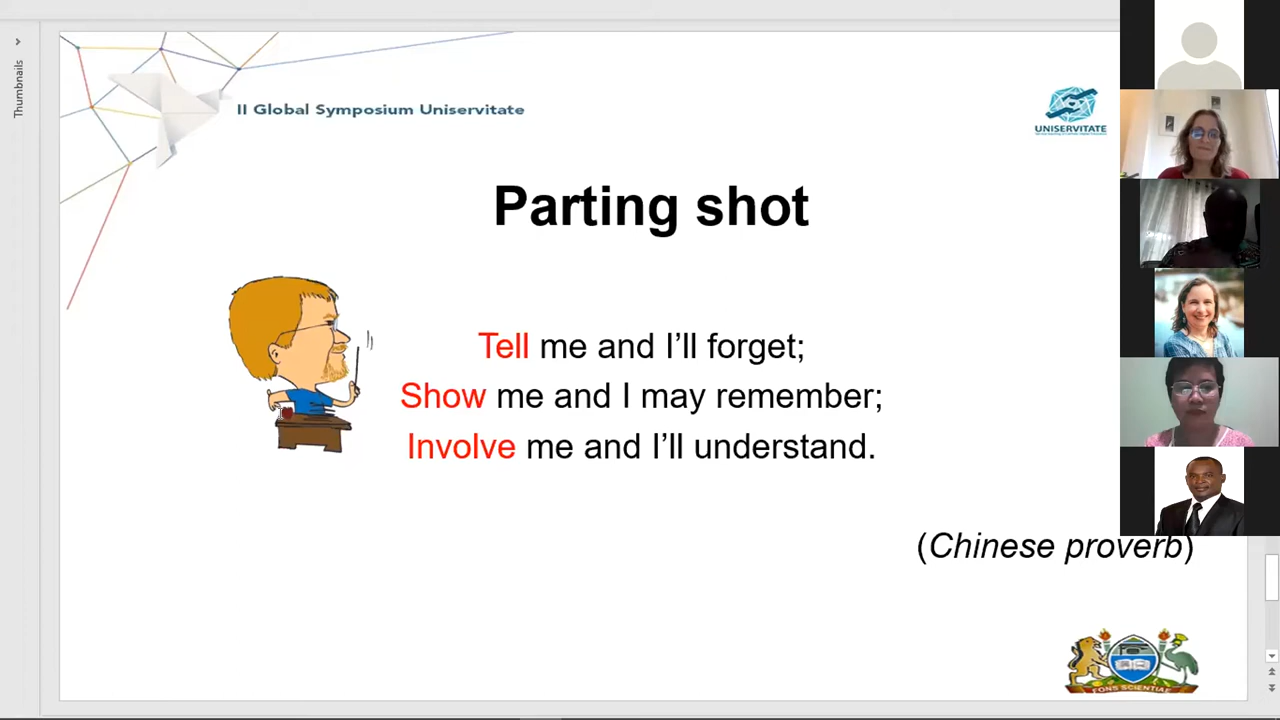 Thumbnails
II Global Symposium Uniservitate
UNISERVITATE
Parting shot
Tell me and I’ll forget;
Show me and I may remember;
Involve me and I’ll understand.
(Chinese proverb)
FONS SCIENTIAE